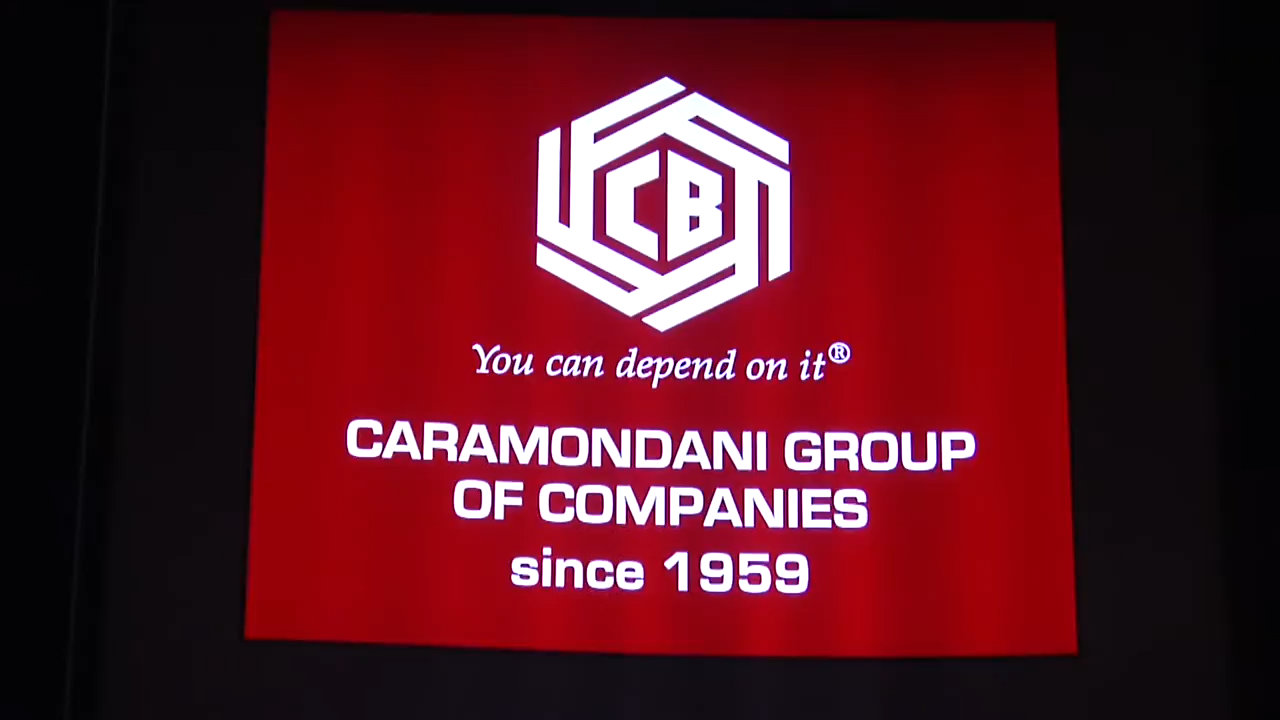 CB
You can depend on it®
CARAMONDANI GROUP
OF COMPANIES
since 1959